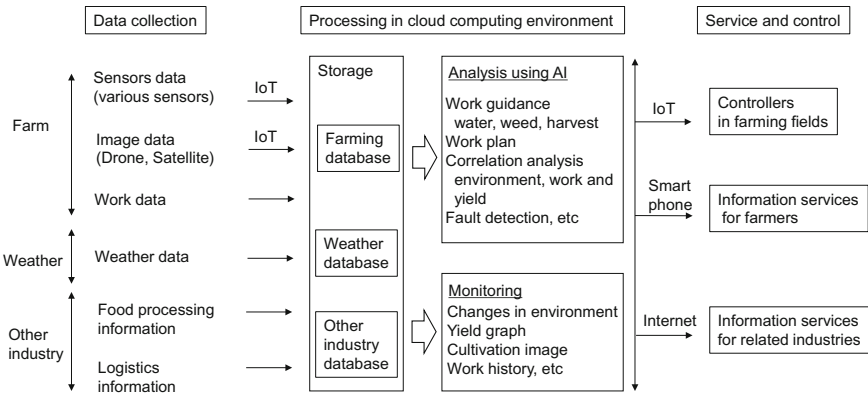 Data collection
Processing in cloud computing environment
Service and control
Farm
Sensors data
(various sensors)
IoT
Image data
(Drone, Satellite)
IoT
Work data
Weather
Weather data
Other
industry
Food processing
information
Logistics
information
Storage
Farming
database
Weather
database
Other
industry
database
Analysis using AI
Work guidance
water, weed, harvest
Work plan
Correlation analysis
environment, work and
yield
Fault detection, etc
Monitoring
Changes in environment
Yield graph
Cultivation image
Work history, etc
IoT
Controllers
in farming fields
Smart
phone
Information services
for farmers
Internet
Information services
for related industries